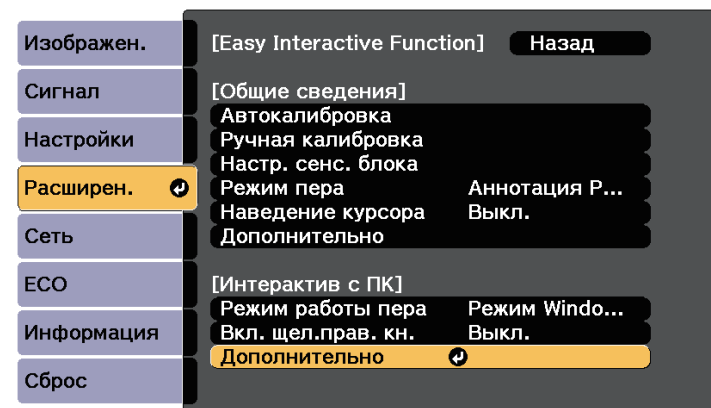 Изображен.
Сигнал
Настройки
Расширен.
Сеть
ECO
Информация
Сброс
[Easy Interactive Function] Назад
[Общие сведения]
Автокалибровка
Ручная калибровка
Настр. сенс. блока
Режим пера Аннотация P...
Наведение курсора Выкл.
Дополнительно
[Интерактив с ПК]
Режим работы пера Режим Windo...
Вкл. щел.прав. кн. Выкл.
Дополнительно